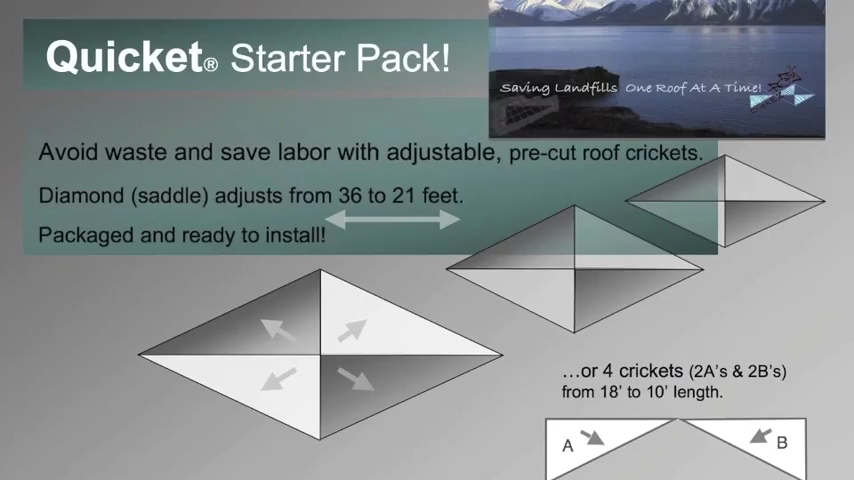 Quicket® Starter Pack!
Saving Landfills One Roof At A Time!
Avoid waste and save labor with adjustable, pre-cut roof crickets.
Diamond (saddle) adjusts from 36 to 21 feet.
Packaged and ready to install!
...or 4 crickets (2A's & 2B's)
from 18' to 10' length.
A
B